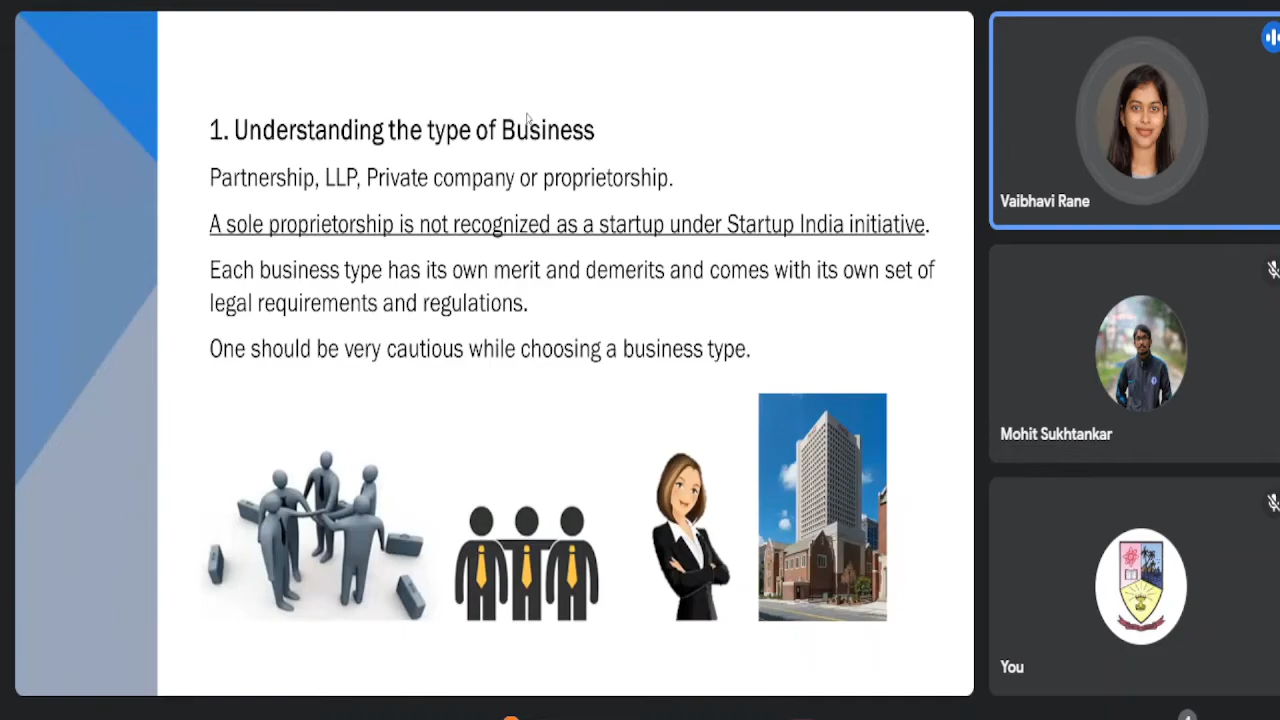 1. Understanding the type of Business
Partnership, LLP, Private company or proprietorship.
A sole proprietorship is not recognized as a startup under Startup India initiative.
Each business type has its own merit and demerits and comes with its own set of
legal requirements and regulations.
One should be very cautious while choosing a business type.
Vaibhavi Rane
Mohit Sukhtankar
You